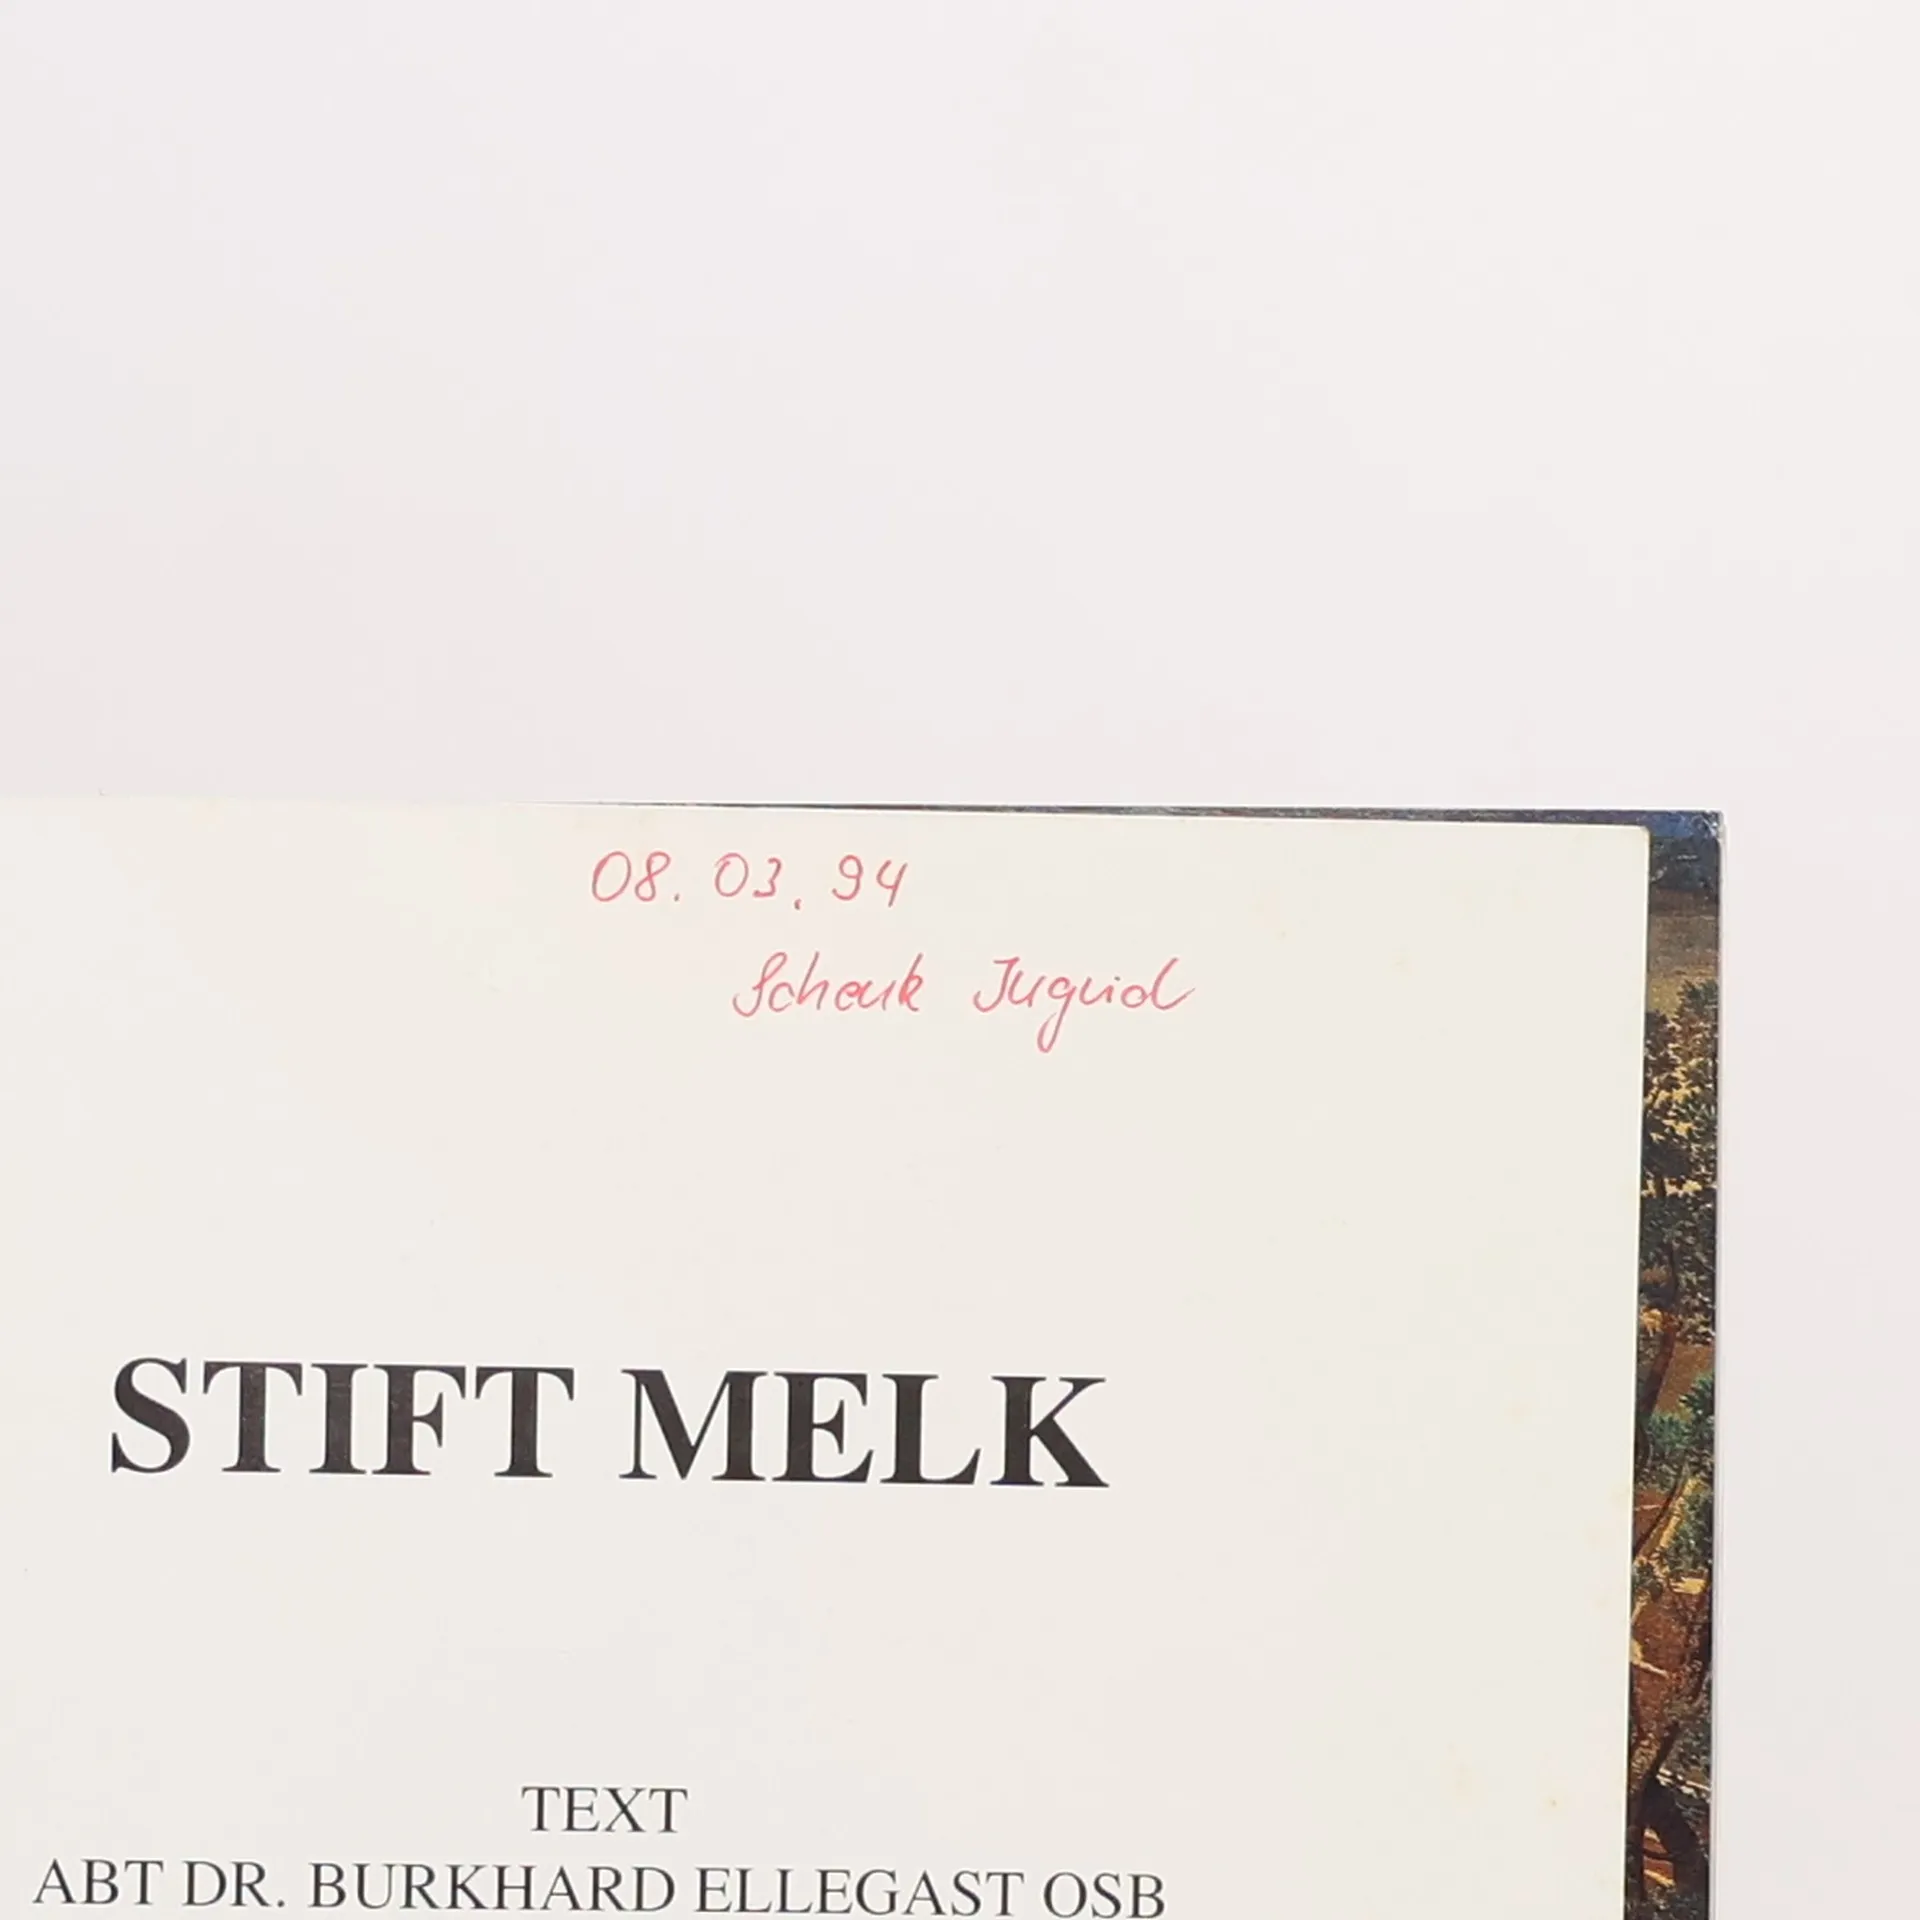 08. 03. 94
Schenk Ingrid
STIFT MELK
TEXT
ABT DR. BURKHARD ELLEGAST OSB